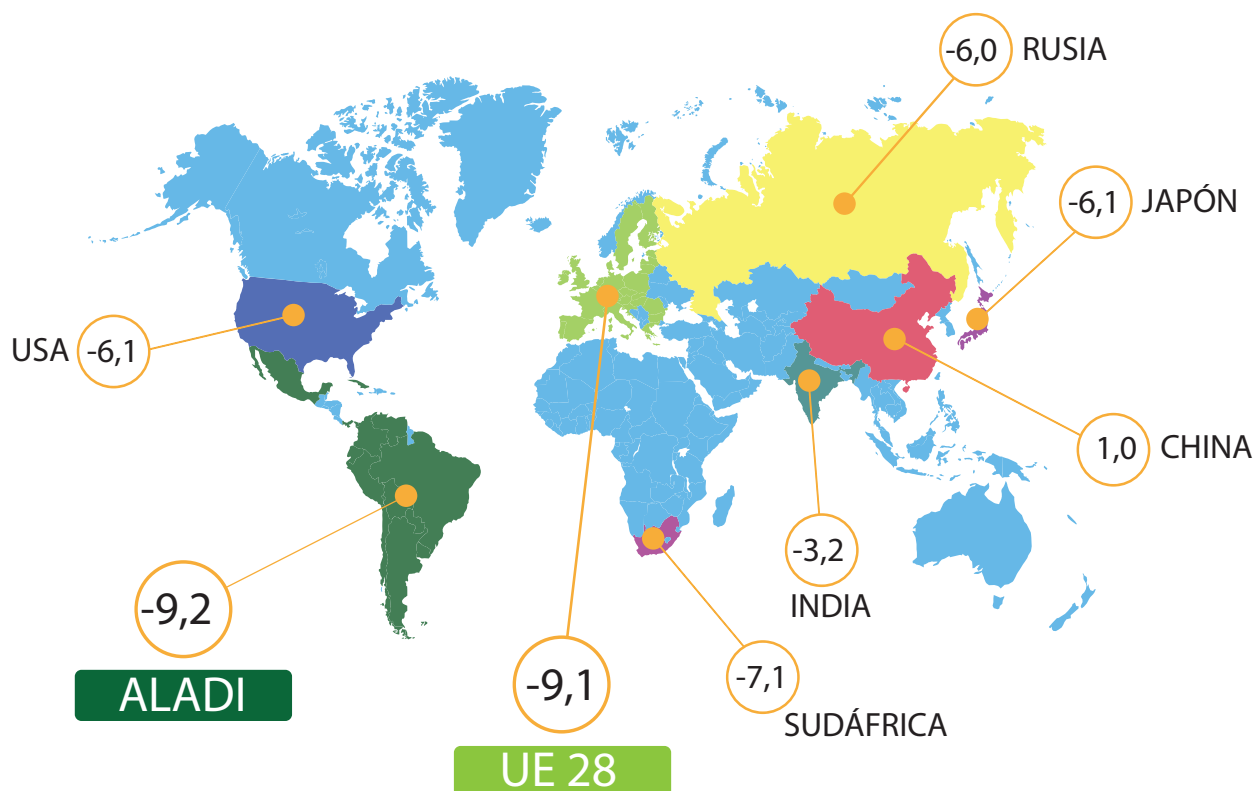 -6,0 RUSIA
-6,1 JAPÓN
USA -6,1
1,0 CHINA
-3,2
INDIA
-9,2
ALADI
-9,1
UE 28
-7,1
SUDÁFRICA